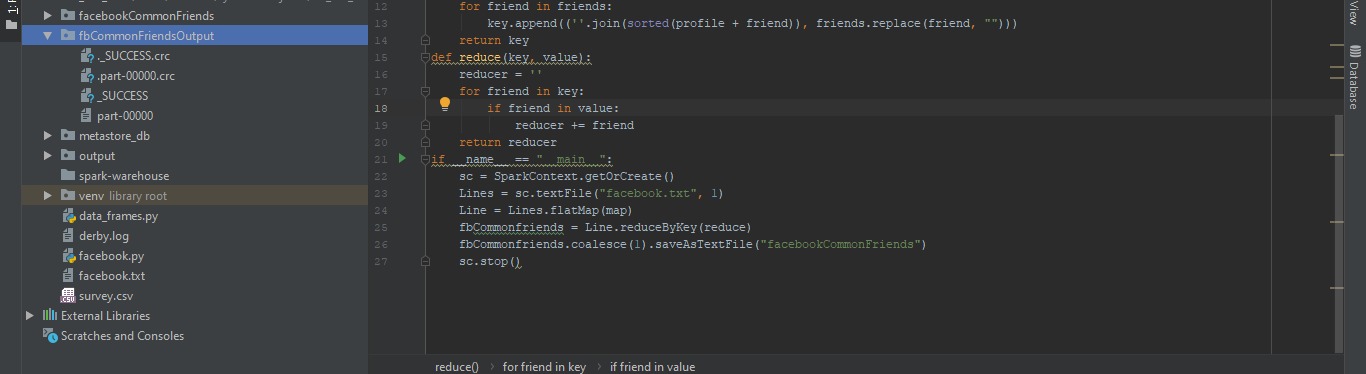 facebookCommonFriends
fbCommonFriendsOutput
._SUCCESS.crc
.part-00000.crc
_SUCCESS
part-00000
metastore_db
output
spark-warehouse
venv library root
data_frames.py
derby.log
facebook.py
facebook.txt
survey.csv
External Libraries
Scratches and Consoles
12 for friend in friends:
13 key.append((''.join(sorted(profile + friend)), friends.replace(friend, "")))
14 return key
15 def reduce(key, value):
16 reducer = ''
17 for friend in key:
18 if friend in value:
19 reducer += friend
20 return reducer
21 if __name__ == "__main__":
22 sc = SparkContext.getOrCreate()
23 Lines = sc.textFile("facebook.txt", 1)
24 Line = Lines.flatMap(map)
25 fbCommonfriends = Line.reduceByKey(reduce)
26 fbCommonfriends.coalesce(1).saveAsTextFile("facebookCommonFriends")
27 sc.stop()
reduce() › for friend in key › if friend in value
View
Database